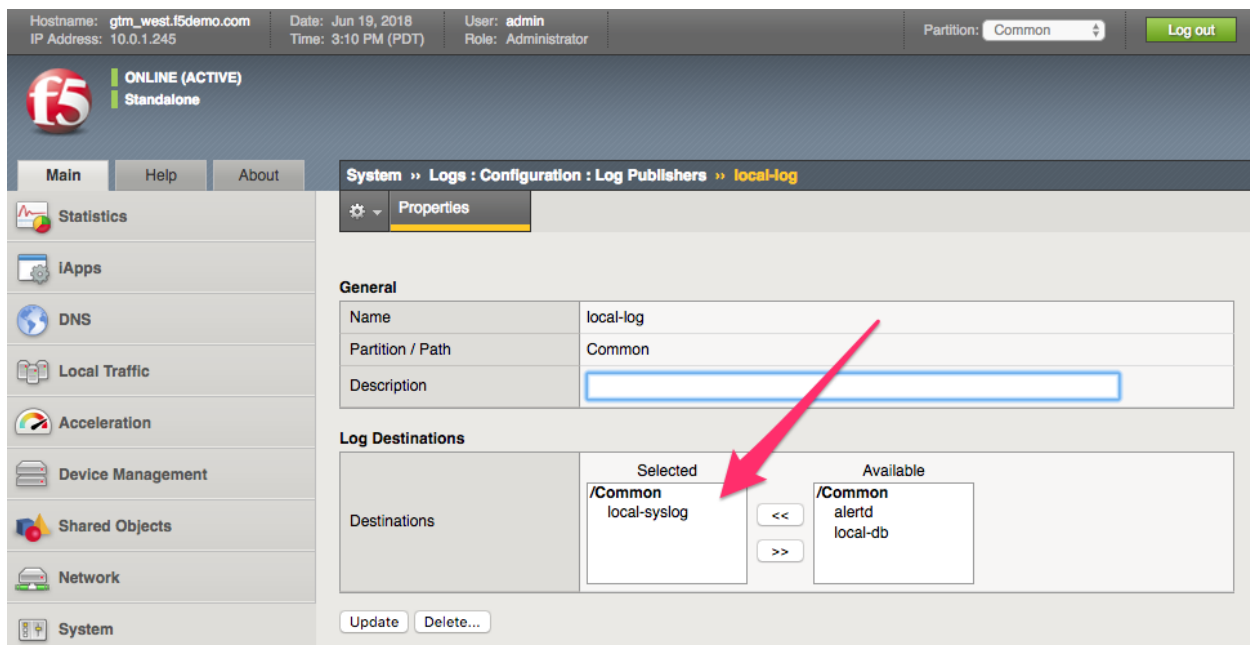 Hostname: gtm_west.f5demo.com Date: Jun 19, 2018 User: admin
IP Address: 10.0.1.245 Time: 3:10 PM (PDT) Role: Administrator
Partition: Common Log out
f5
ONLINE (ACTIVE)
Standalone
Main Help About
System ›› Logs : Configuration : Log Publishers ›› local-log
Properties
Statistics
iApps
DNS
Local Traffic
Acceleration
Device Management
Shared Objects
Network
System
General
Name local-log
Partition / Path Common
Description
Log Destinations
Selected Available
Destinations
/Common /Common
local-syslog << alertd
local-db
>>
Update Delete...